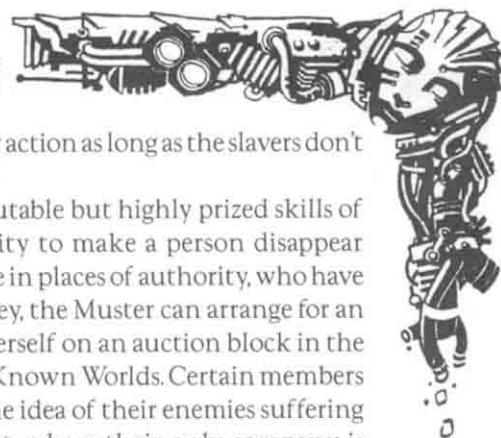 action as long as the slavers don't
utable but highly prized skills of
ity to make a person disappear
e in places of authority, who have
ey, the Muster can arrange for an
erself on an auction block in the
Known Worlds. Certain members
ne idea of their enemies suffering